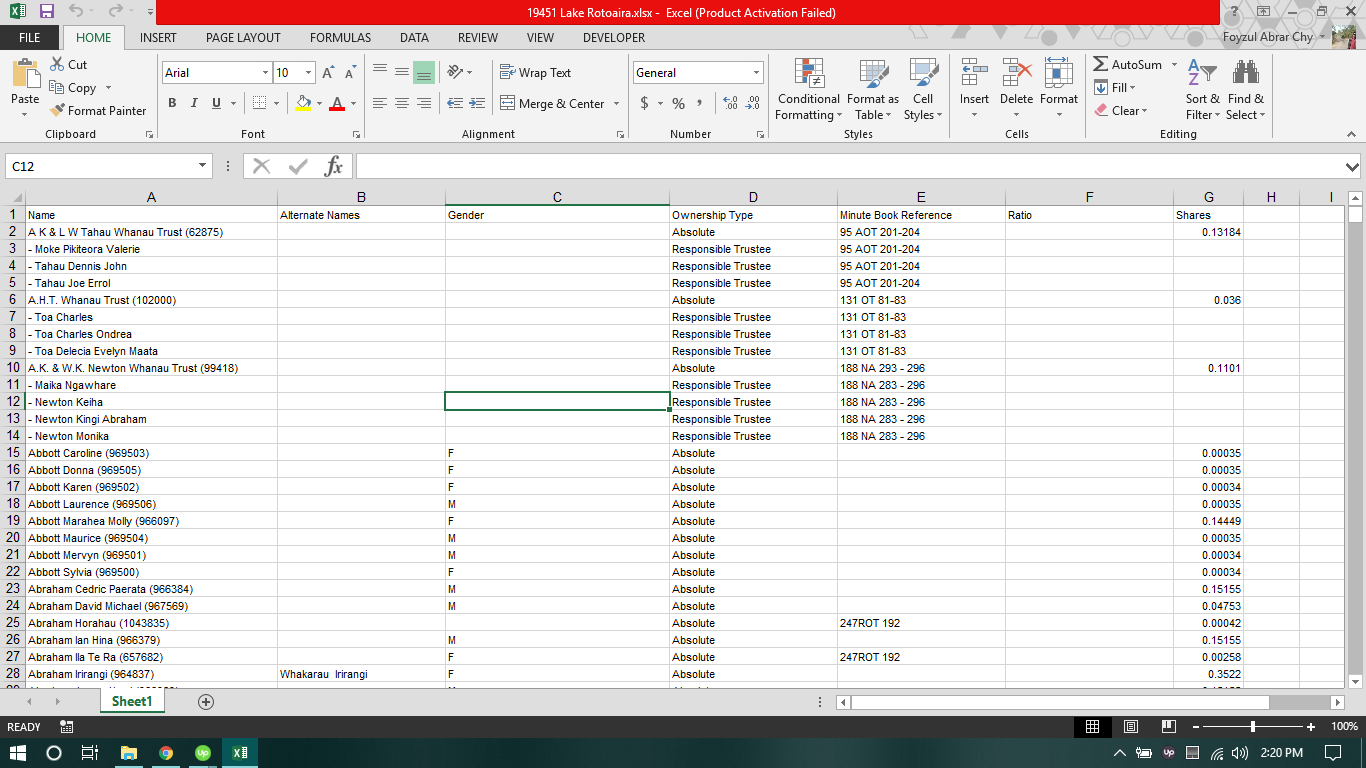 19451 Lake Rotoaira.xlsx - Excel (Product Activation Failed)
FILE HOME INSERT PAGE LAYOUT FORMULAS DATA REVIEW VIEW DEVELOPER Foyzul Abrar Chy
Paste Cut Copy Format Painter Clipboard
Arial 10 B I U Font
Wrap Text Merge & Center Alignment
General $ % Number
Conditional Formatting Format as Table Cell Styles Styles
Insert Delete Format Cells
AutoSum Fill Clear Sort & Filter Find & Select Editing
C12 fx
A B C D E F G H I
1 Name Alternate Names Gender Ownership Type Minute Book Reference Ratio Shares
2 A K & L W Tahau Whanau Trust (62875) Absolute 95 AOT 201-204 0.13184
3 - Moke Pikiteora Valerie Responsible Trustee 95 AOT 201-204
4 - Tahau Dennis John Responsible Trustee 95 AOT 201-204
5 - Tahau Joe Errol Responsible Trustee 95 AOT 201-204
6 A.H.T. Whanau Trust (102000) Absolute 131 OT 81-83 0.036
7 - Toa Charles Responsible Trustee 131 OT 81-83
8 - Toa Charles Ondrea Responsible Trustee 131 OT 81-83
9 - Toa Delecia Evelyn Maata Responsible Trustee 131 OT 81-83
10 A.K. & W.K. Newton Whanau Trust (99418) Absolute 188 NA 293 - 296 0.1101
11 - Maika Ngawhare Responsible Trustee 188 NA 283 - 296
12 - Newton Keiha Responsible Trustee 188 NA 283 - 296
13 - Newton Kingi Abraham Responsible Trustee 188 NA 283 - 296
14 - Newton Monika Responsible Trustee 188 NA 283 - 296
15 Abbott Caroline (969503) F Absolute 0.00035
16 Abbott Donna (969505) F Absolute 0.00035
17 Abbott Karen (969502) F Absolute 0.00034
18 Abbott Laurence (969506) M Absolute 0.00035
19 Abbott Marahea Molly (966097) F Absolute 0.14449
20 Abbott Maurice (969504) M Absolute 0.00035
21 Abbott Mervyn (969501) M Absolute 0.00034
22 Abbott Sylvia (969500) F Absolute 0.00034
23 Abraham Cedric Paerata (966384) M Absolute 0.15155
24 Abraham David Michael (967569) M Absolute 0.04753
25 Abraham Horahau (1043835) Absolute 247ROT 192 0.00042
26 Abraham Ian Hina (966379) M Absolute 0.15155
27 Abraham Ila Te Ra (657682) F Absolute 247ROT 192 0.00258
28 Abraham Irirangi (964837) Whakarau Irirangi F Absolute 0.3522
Sheet1
READY 100%
2:20 PM